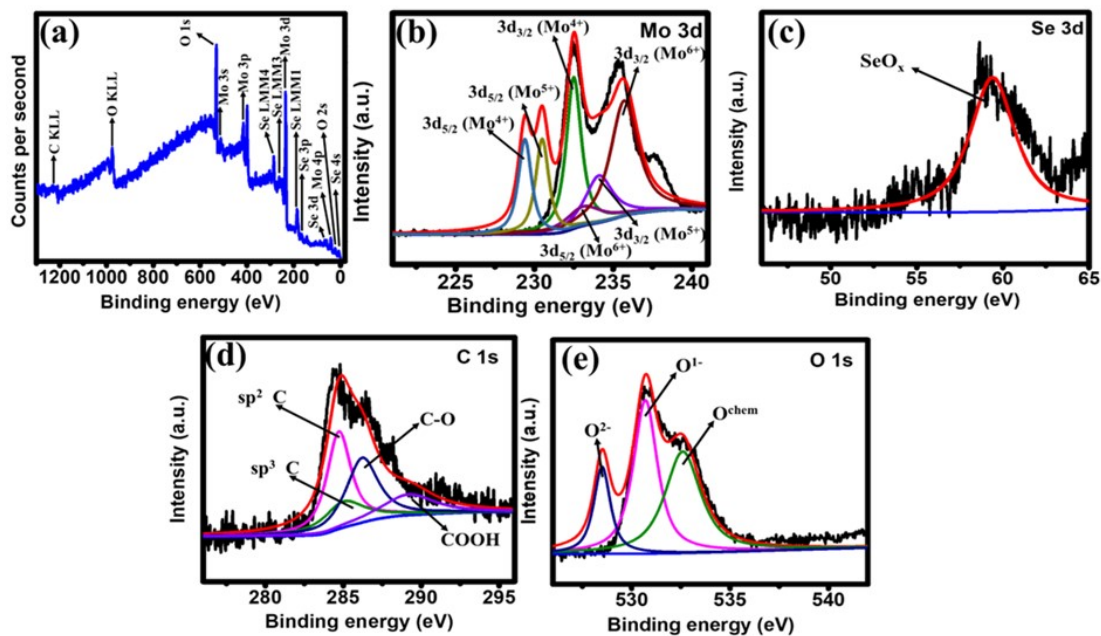 (a)
Counts per second
C KLL
O KLL
O 1s
Mo 3s
Mo 3p
Se LMM4
Se LMM3
Mo 3d
Se LMM1
Se 3p
Se 3d
Mo 4p
O 2s
Se 4s
1200 1000 800 600 400 200 0
Binding energy (eV)
(b)
Mo 3d
Intensity (a.u.)
3d3/2 (Mo4+)
3d3/2 (Mo6+)
3d5/2 (Mo5+)
3d5/2 (Mo4+)
3d3/2 (Mo5+)
3d5/2 (Mo6+)
225 230 235 240
Binding energy (eV)
(c)
Se 3d
Intensity (a.u.)
SeOx
50 55 60 65
Binding energy (eV)
(d)
C 1s
Intensity (a.u.)
sp2 C
C-O
sp3 C
COOH
280 285 290 295
Binding energy (eV)
(e)
O 1s
Intensity (a.u.)
O1-
O2-
Ochem
530 535 540
Binding energy (eV)